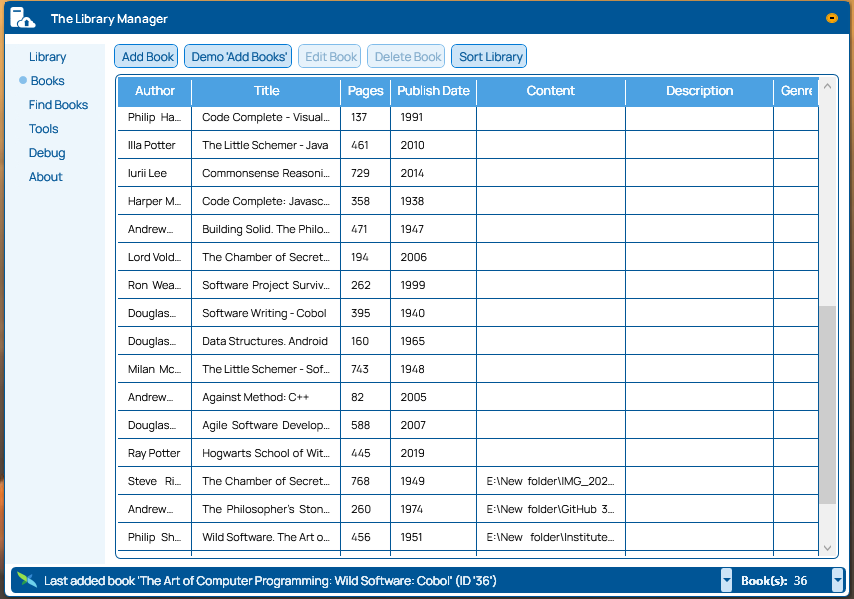 The Library Manager
Library
Books
Find Books
Tools
Debug
About
Add Book Demo 'Add Books' Edit Book Delete Book Sort Library
Author Title Pages Publish Date Content Description Genre
Philip Ha... Code Complete - Visual... 137 1991
Illa Potter The Little Schemer - Java 461 2010
Iurii Lee Commonsense Reasoni... 729 2014
Harper M... Code Complete: Javasc... 358 1938
Andrew... Building Solid. The Philo... 471 1947
Lord Vold... The Chamber of Secret... 194 2006
Ron Wea... Software Project Surviv... 262 1999
Douglas... Software Writing - Cobol 395 1940
Douglas... Data Structures. Android 160 1965
Milan Mc... The Little Schemer - Sof... 743 1948
Andrew... Against Method: C++ 82 2005
Douglas... Agile Software Develop... 588 2007
Ray Potter Hogwarts School of Wit... 445 2019
Steve Ri... The Chamber of Secret... 768 1949 E:\New folder\IMG_202...
Andrew... The Philosopher's Ston... 260 1974 E:\New folder\GitHub 3...
Philip Sh... Wild Software. The Art o... 456 1951 E:\New folder\Institute...
Last added book 'The Art of Computer Programming: Wild Software: Cobol' (ID '36') Book(s): 36